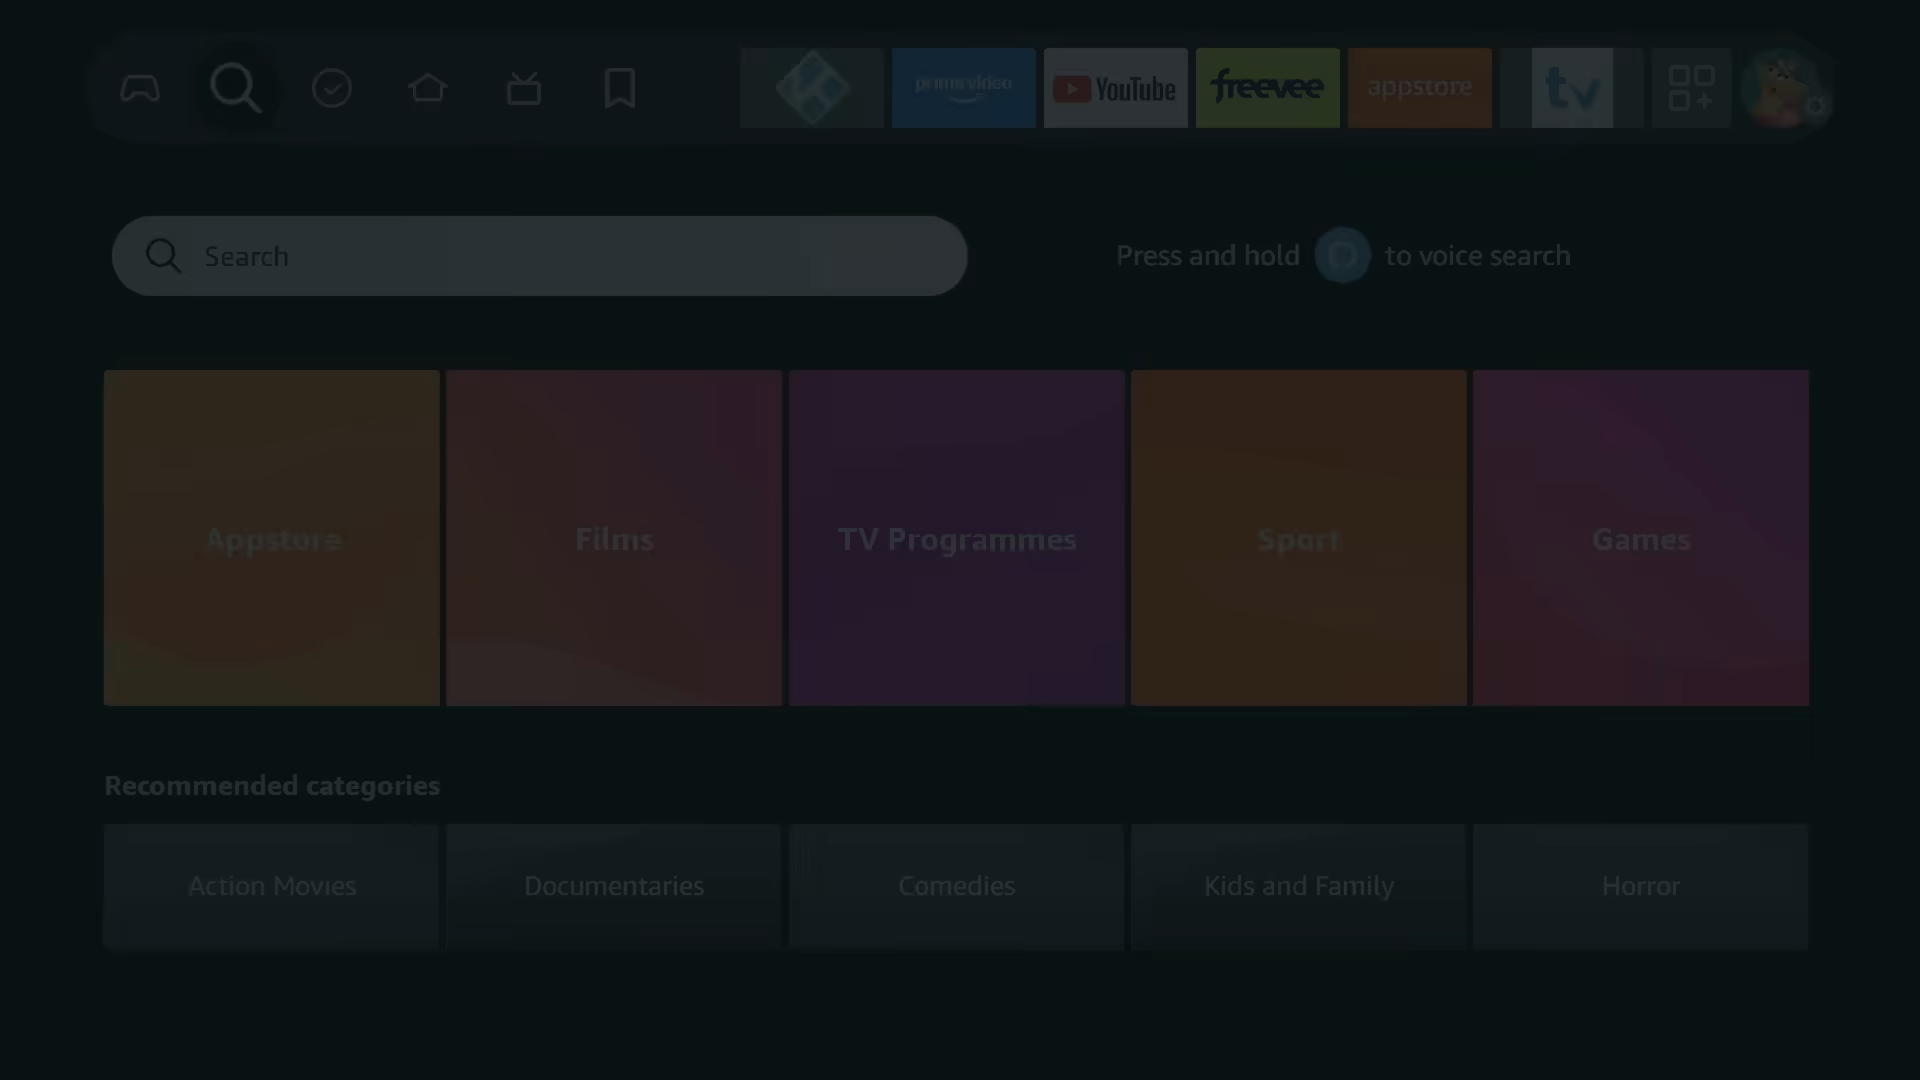 prime video
YouTube
freevee
appstore
tv
Search
Press and hold to voice search
Appstore
Films
TV Programmes
Sport
Games
Recommended categories
Action Movies
Documentaries
Comedies
Kids and Family
Horror